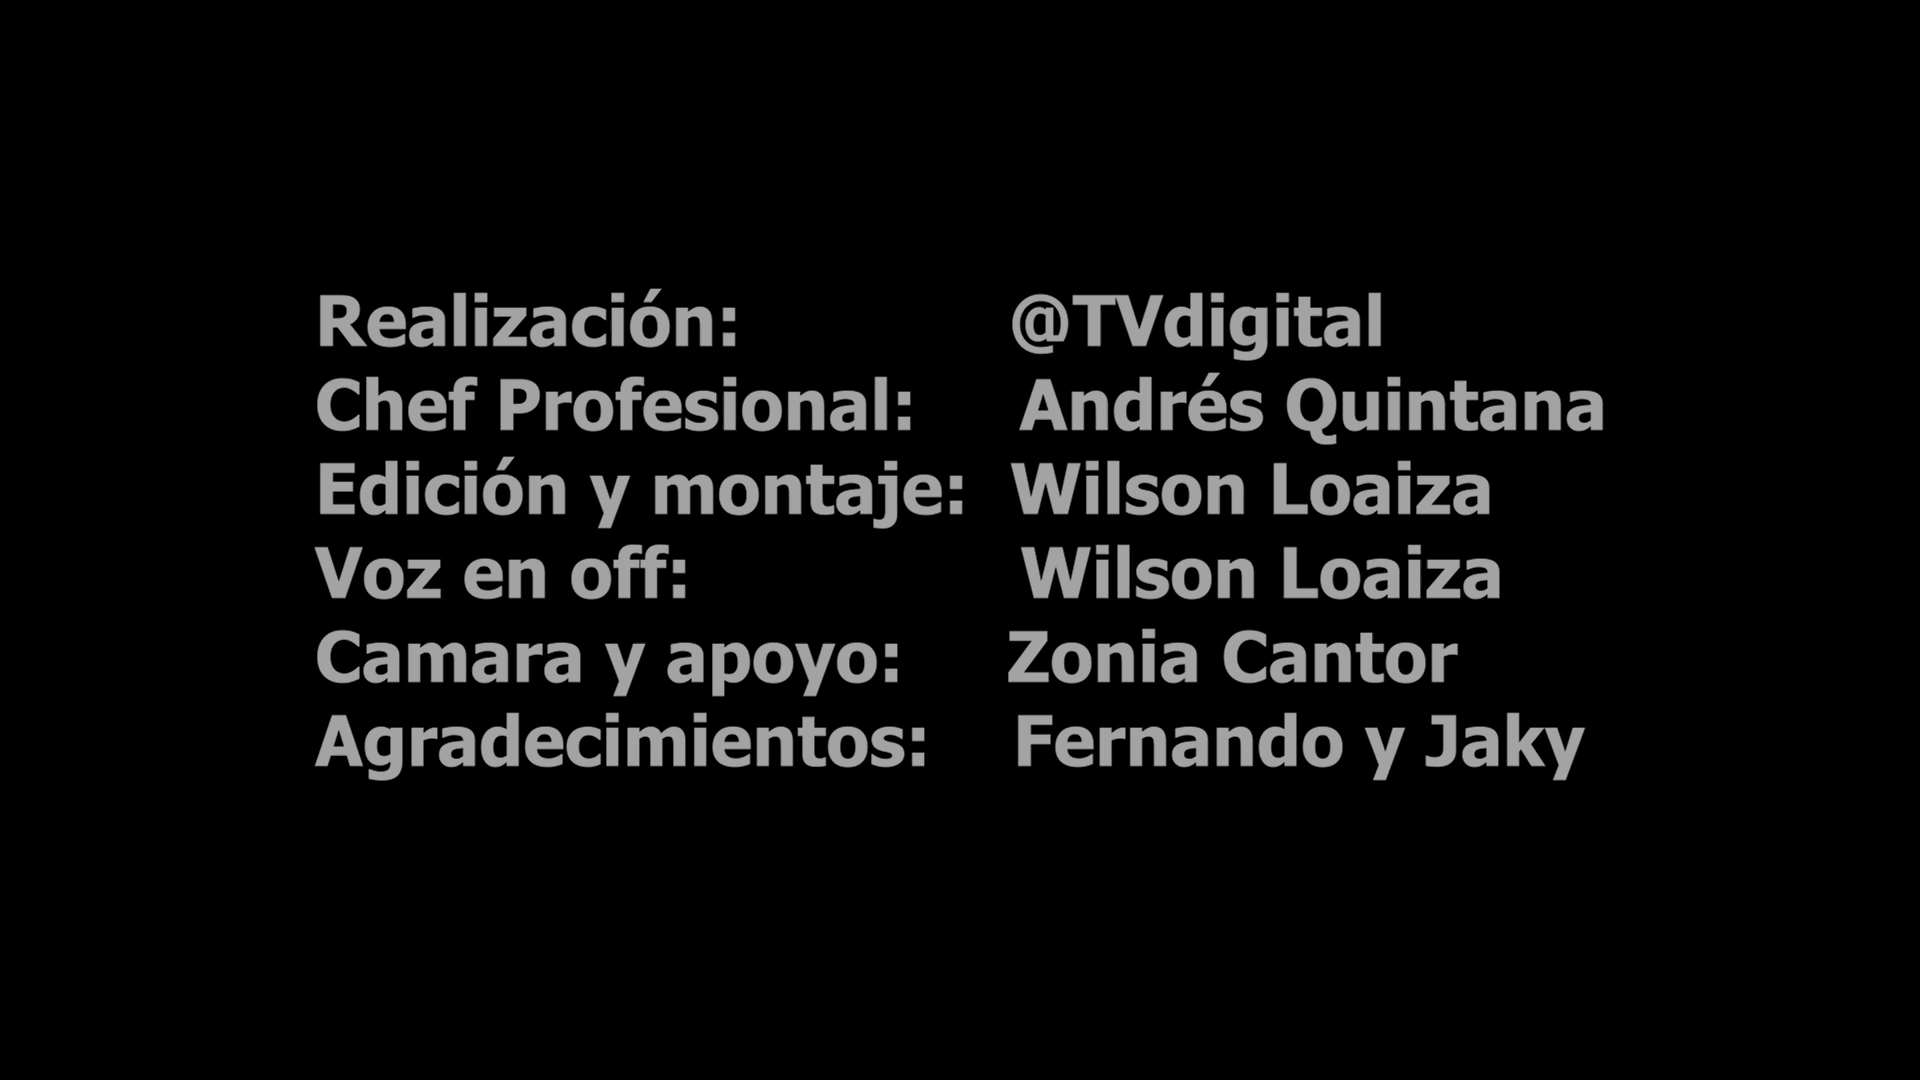 Realización: @TVdigital
Chef Profesional: Andrés Quintana
Edición y montaje: Wilson Loaiza
Voz en off: Wilson Loaiza
Camara y apoyo: Zonia Cantor
Agradecimientos: Fernando y Jaky